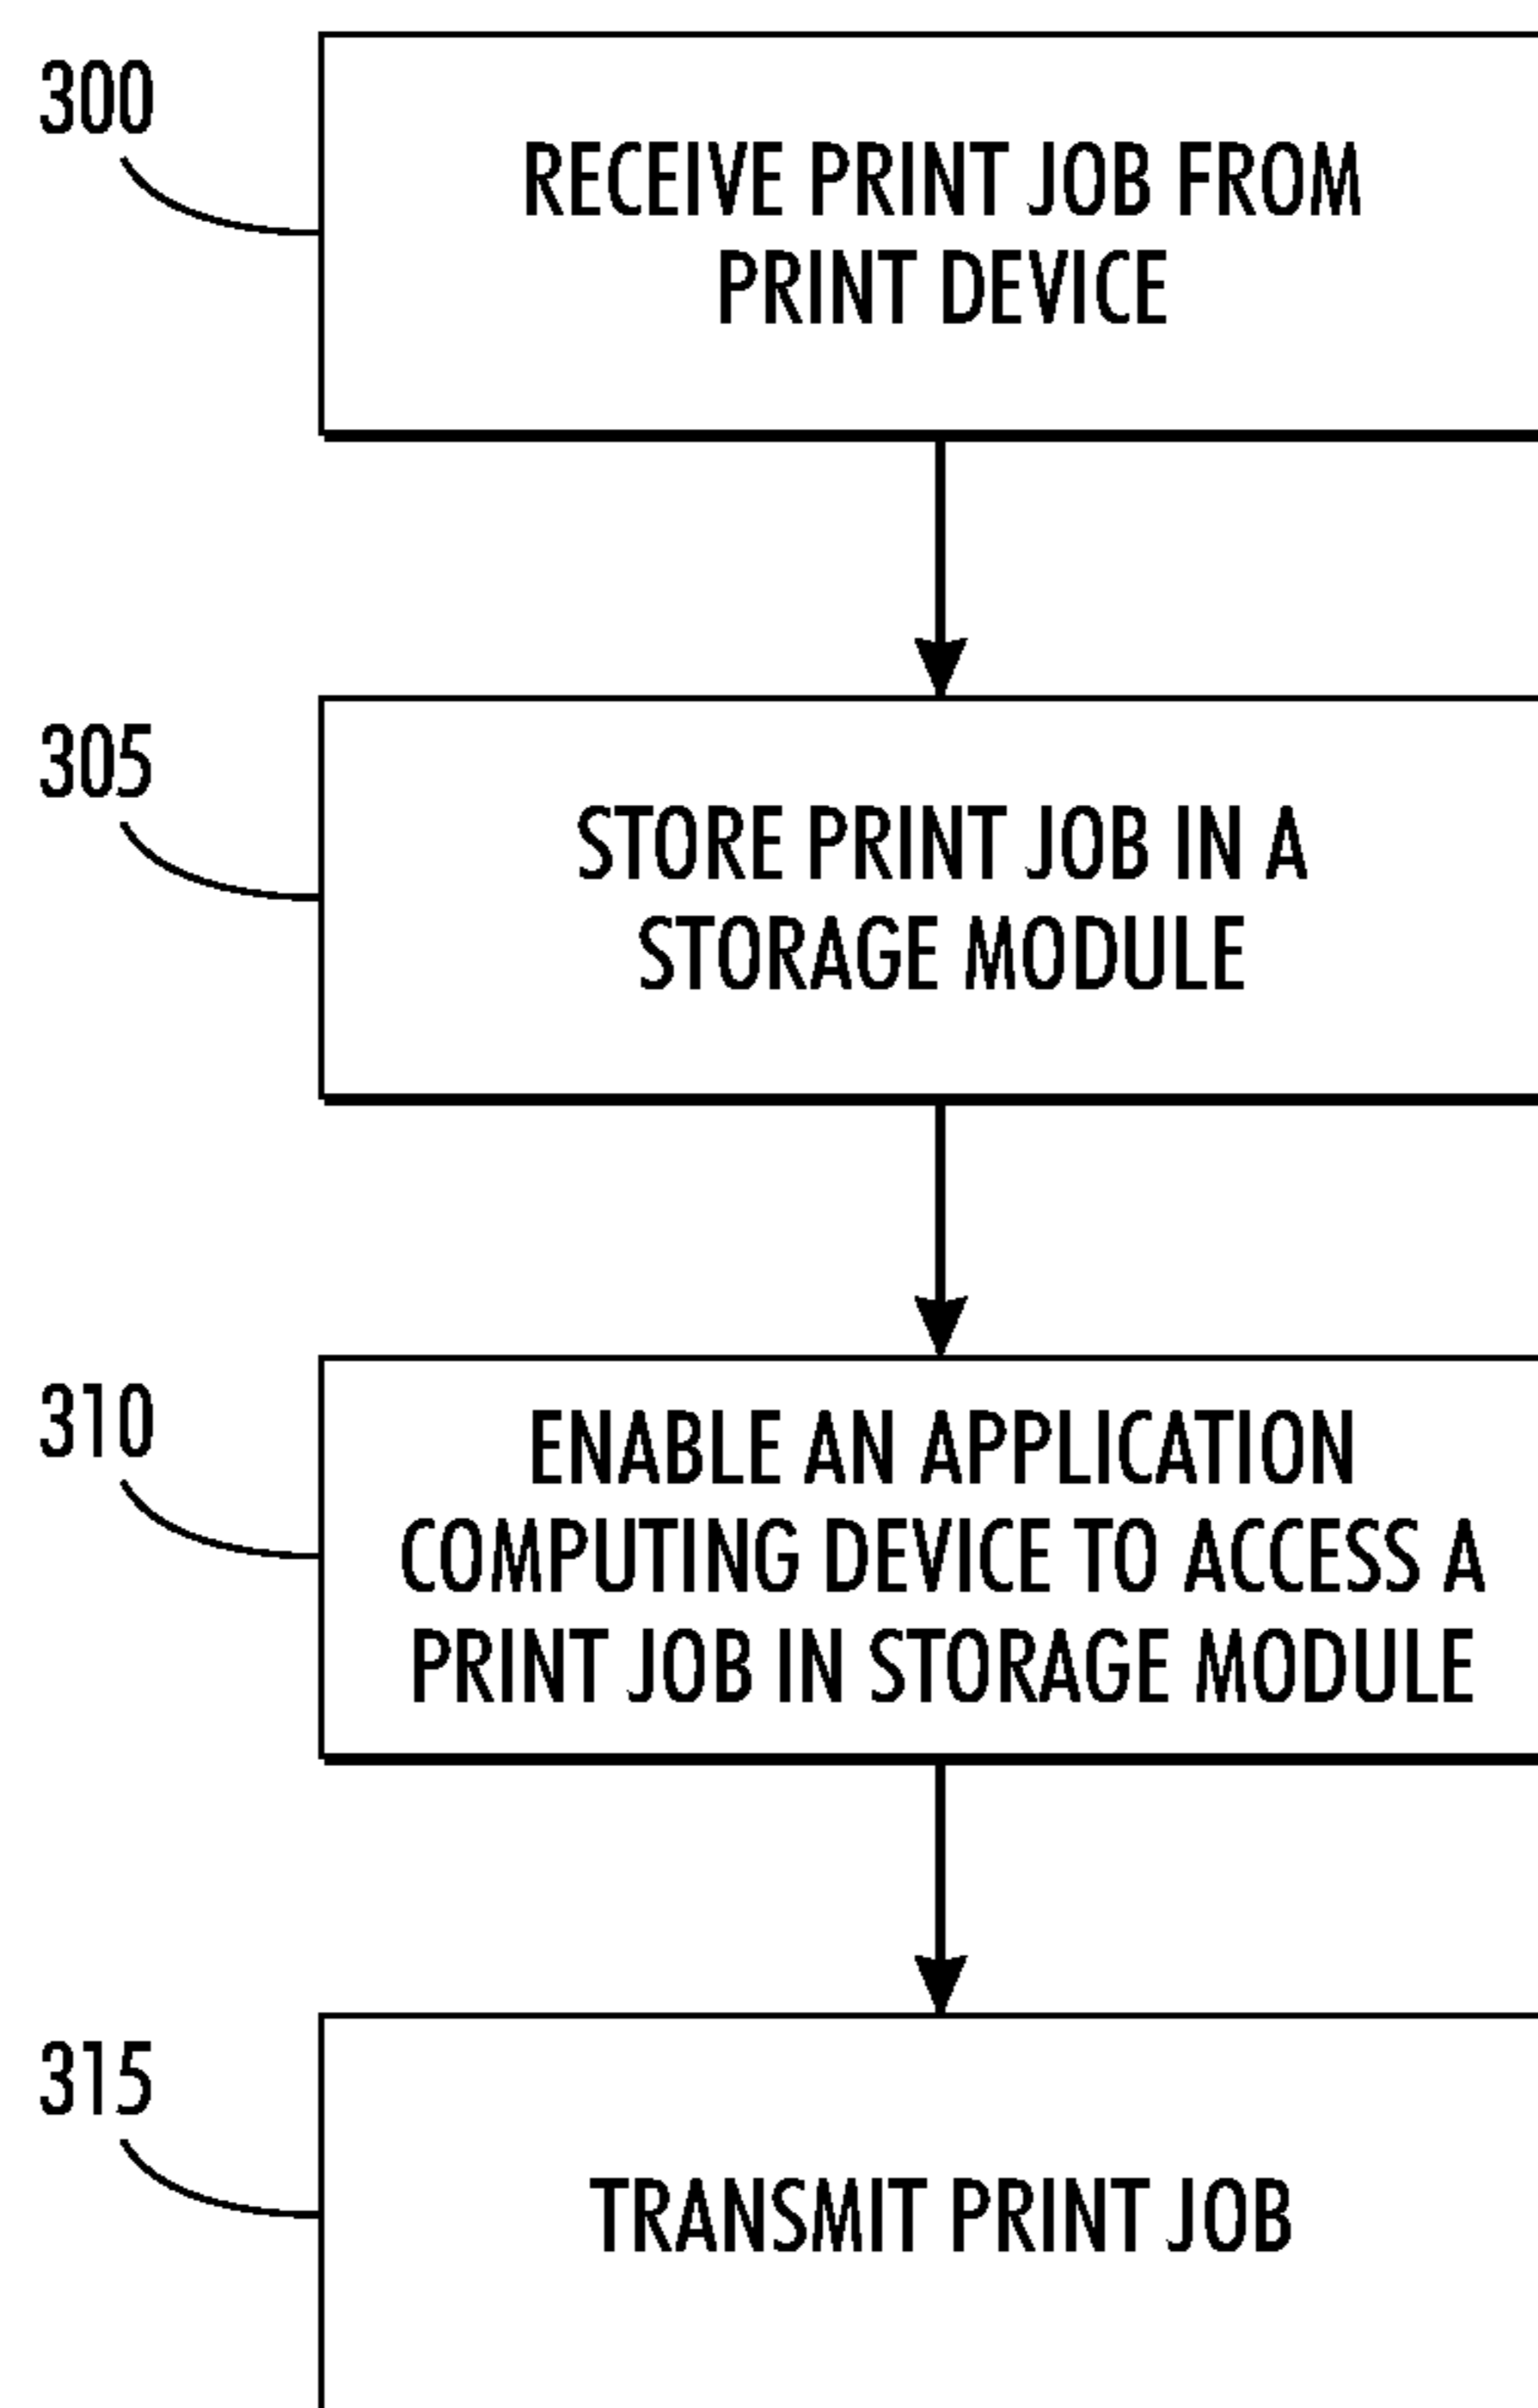 300
RECEIVE PRINT JOB FROM
PRINT DEVICE
305
STORE PRINT JOB IN A
STORAGE MODULE
310
ENABLE AN APPLICATION
COMPUTING DEVICE TO ACCESS A
PRINT JOB IN STORAGE MODULE
315
TRANSMIT PRINT JOB